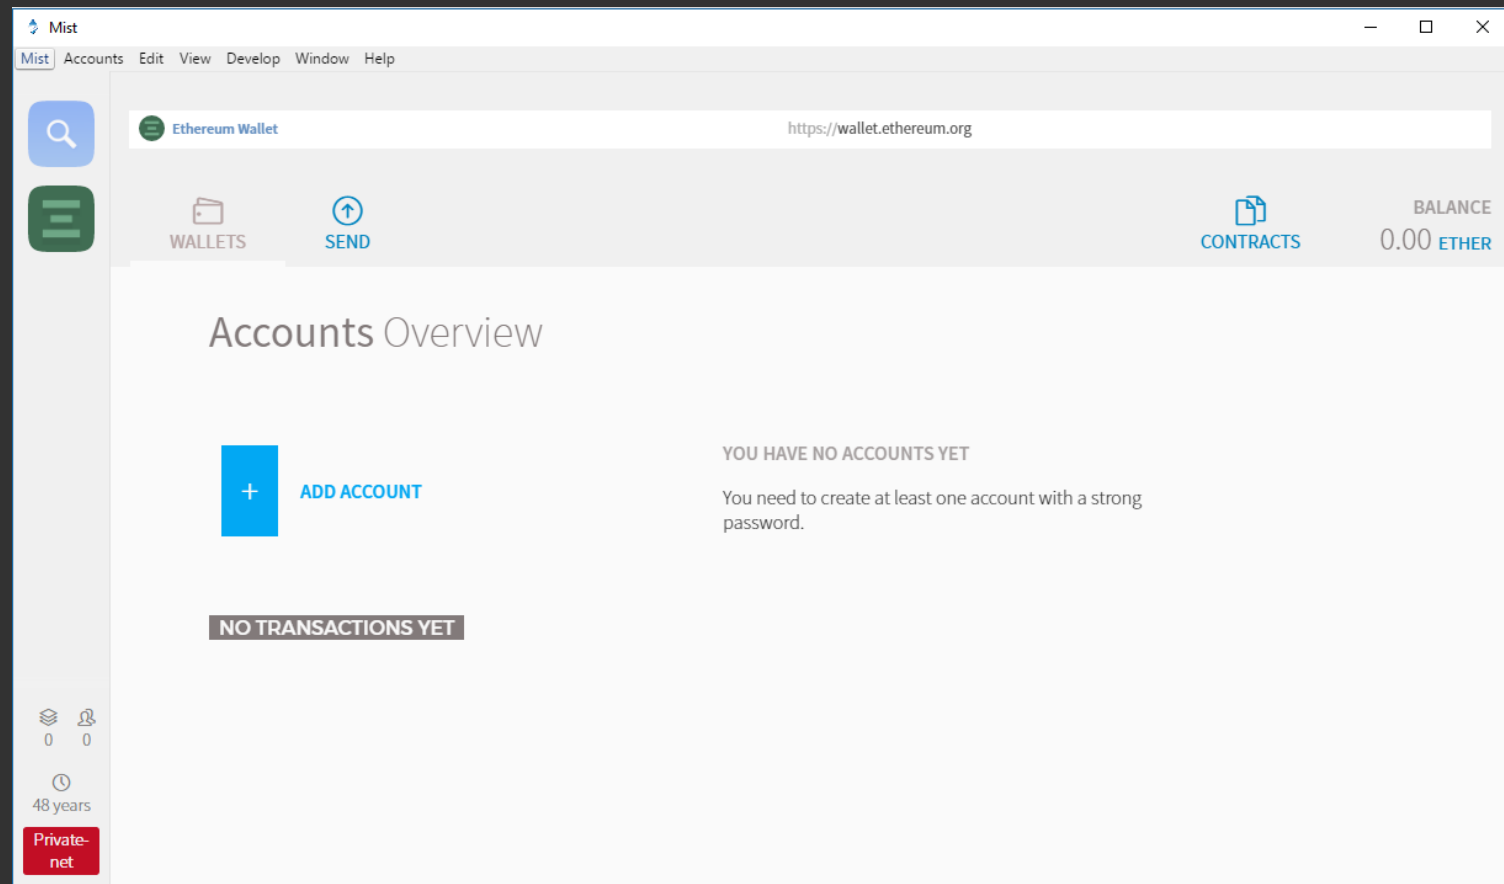 Mist
Mist Accounts Edit View Develop Window Help
Ethereum Wallet https://wallet.ethereum.org
WALLETS SEND CONTRACTS BALANCE
0.00 ETHER
Accounts Overview
+ ADD ACCOUNT
YOU HAVE NO ACCOUNTS YET
You need to create at least one account with a strong
password.
NO TRANSACTIONS YET
0 0
48 years
Private-
net